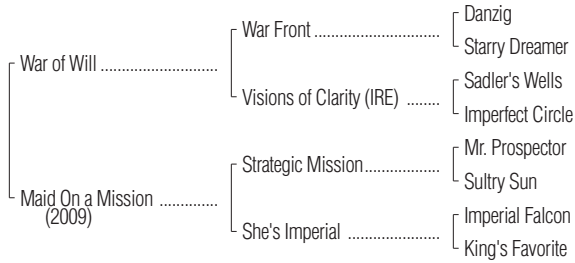 Danzig
War Front ........................
Starry Dreamer
War of Will .............................
Sadler's Wells
Visions of Clarity (IRE) ........
Imperfect Circle
Mr. Prospector
Strategic Mission..................
Sultry Sun
Maid On a Mission ..............
(2009)
Imperial Falcon
She's Imperial .......................
King's Favorite